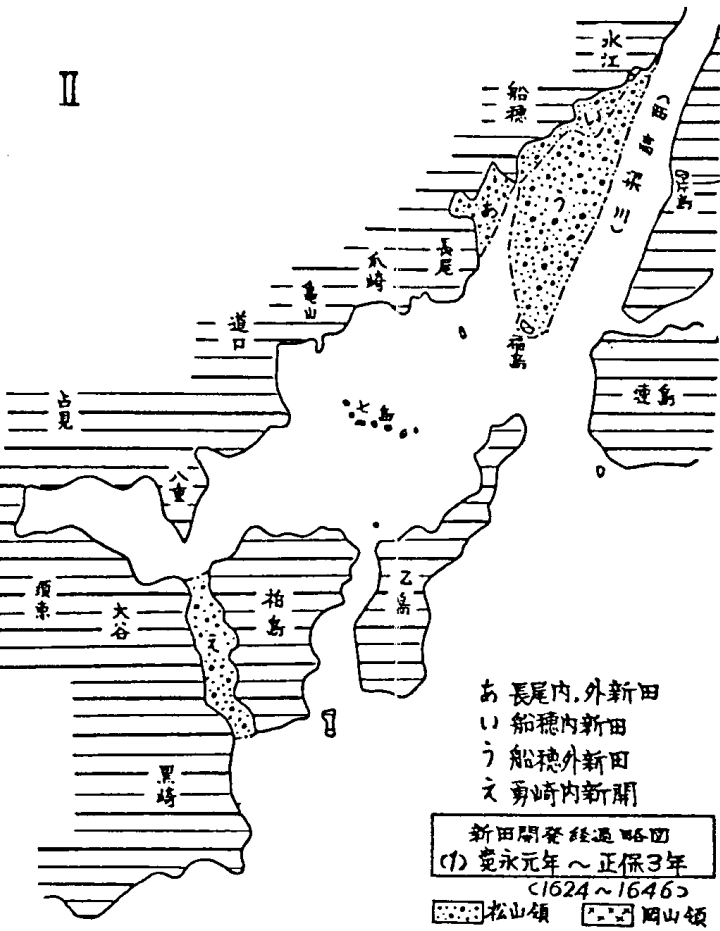 II
水江
船穂
い
あ
う
長尾
爪崎
亀山
道口
占見
八重
七島
福島
連島
須恵
大谷
え
柏島
乙島
黒崎
あ 長尾内.外新田
い 船穂内新田
う 船穂外新田
え 勇崎内新開
新田開発経過略図
(1) 寛永元年〜正保3年
(1624〜1646)
松山領 岡山領